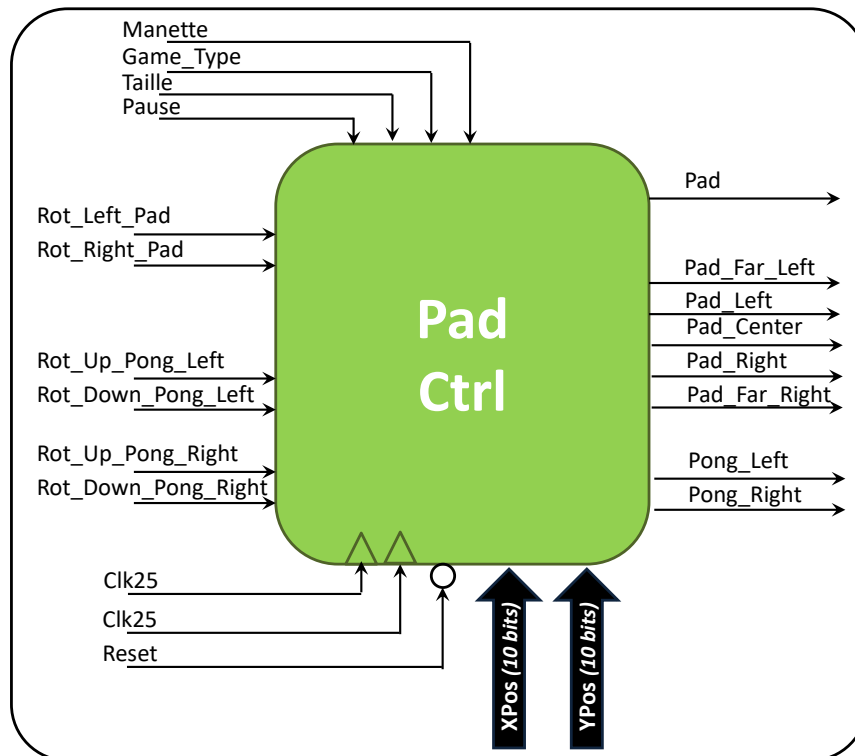 Manette
Game_Type
Taille
Pause
Rot_Left_Pad
Rot_Right_Pad
Rot_Up_Pong_Left
Rot_Down_Pong_Left
Rot_Up_Pong_Right
Rot_Down_Pong_Right
Clk25
Clk25
Reset
Pad
Ctrl
XPos (10 bits)
YPos (10 bits)
Pad
Pad_Far_Left
Pad_Left
Pad_Center
Pad_Right
Pad_Far_Right
Pong_Left
Pong_Right